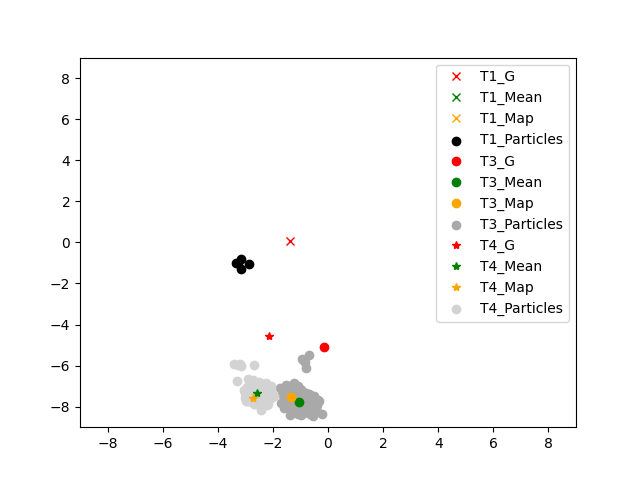 8
6
4
2
0
−2
−4
−6
−8
−8
−6
−4
−2
0
2
4
6
8
T1_G
T1_Mean
T1_Map
T1_Particles
T3_G
T3_Mean
T3_Map
T3_Particles
T4_G
T4_Mean
T4_Map
T4_Particles